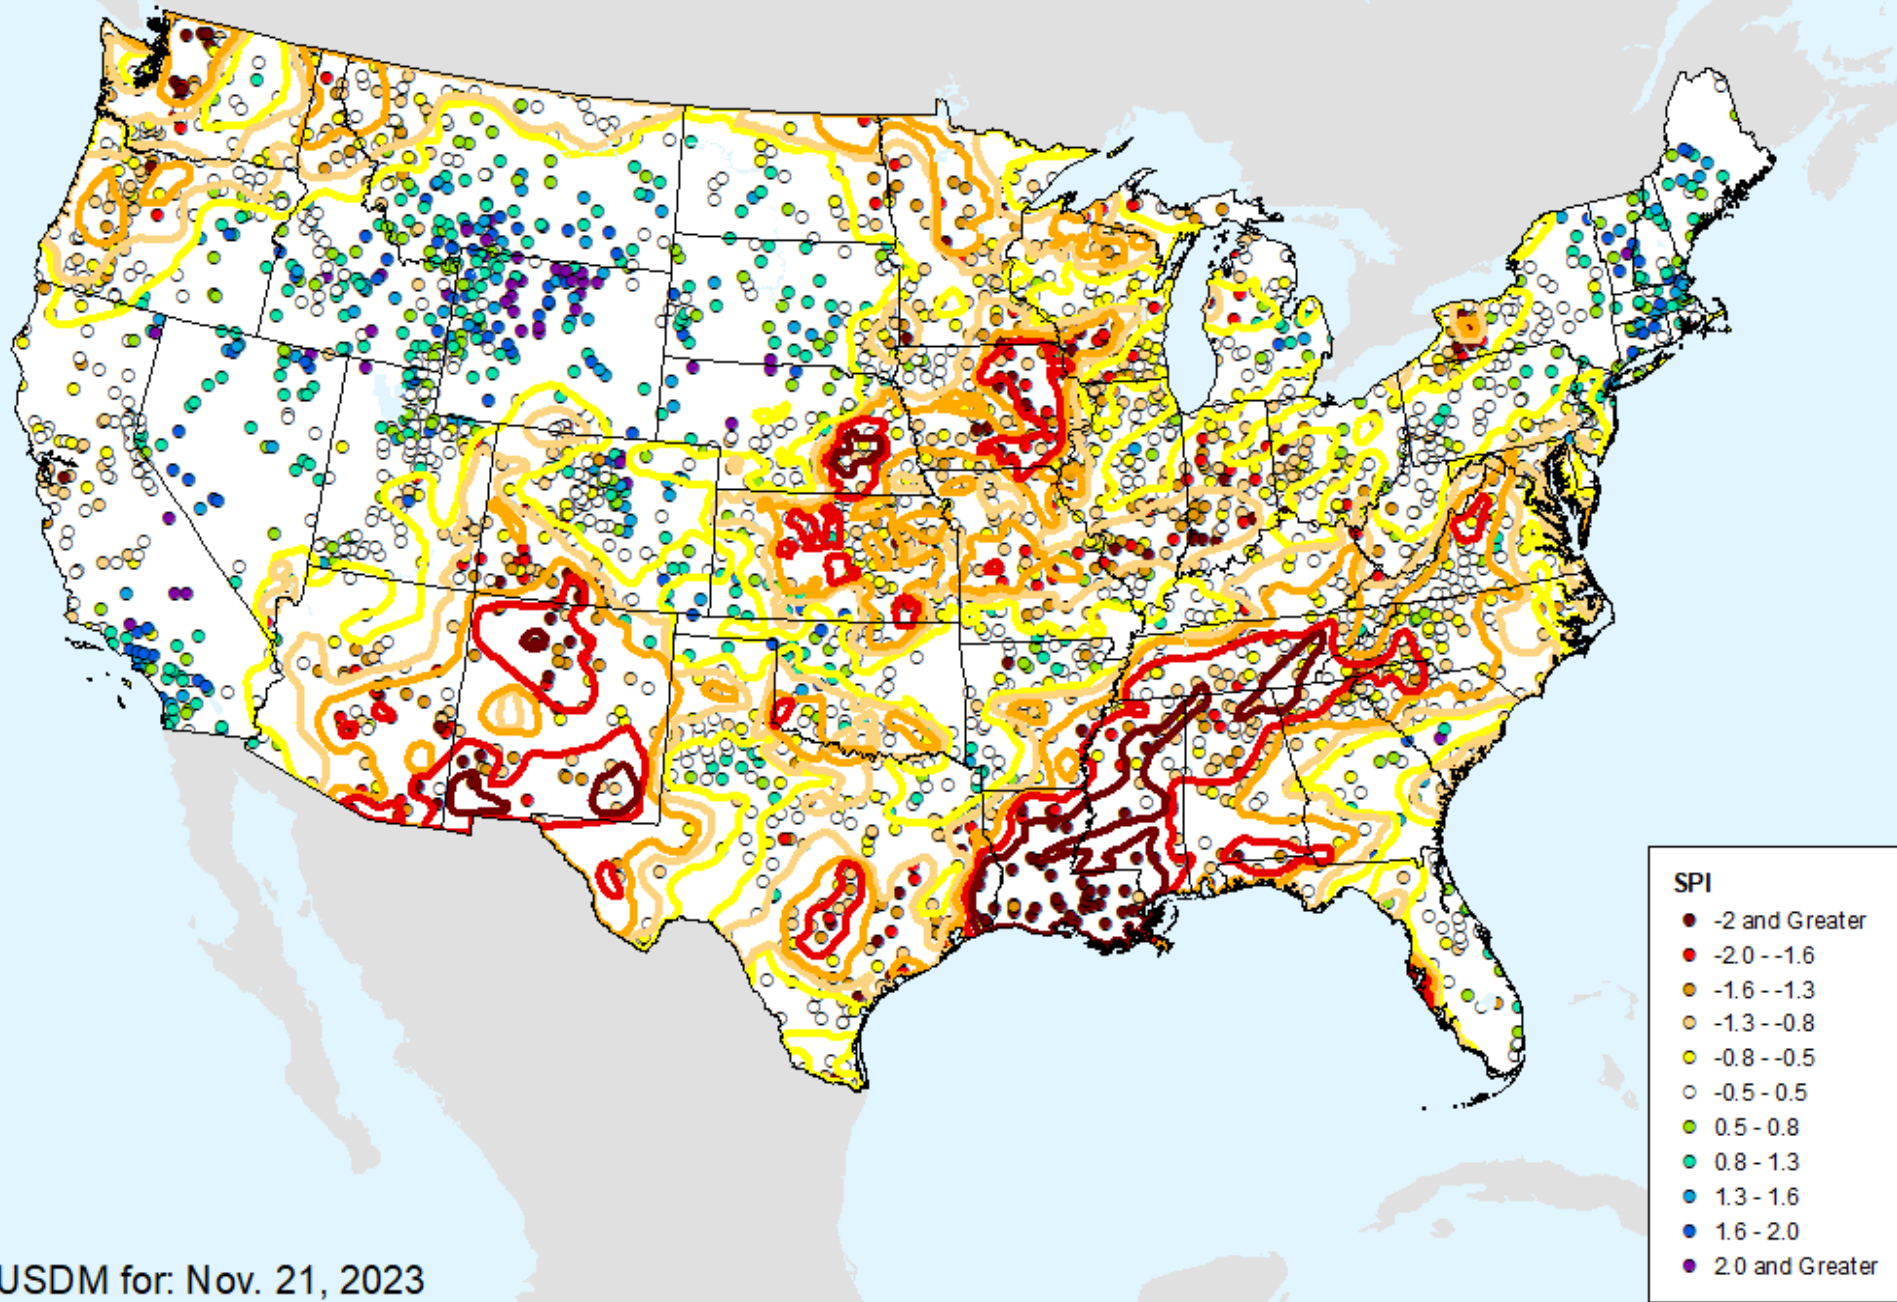 SPI
-2 and Greater
-2.0 - -1.6
-1.6 - -1.3
-1.3 - -0.8
-0.8 - -0.5
-0.5 - 0.5
0.5 - 0.8
0.8 - 1.3
1.3 - 1.6
1.6 - 2.0
2.0 and Greater
USDM for: Nov. 21, 2023